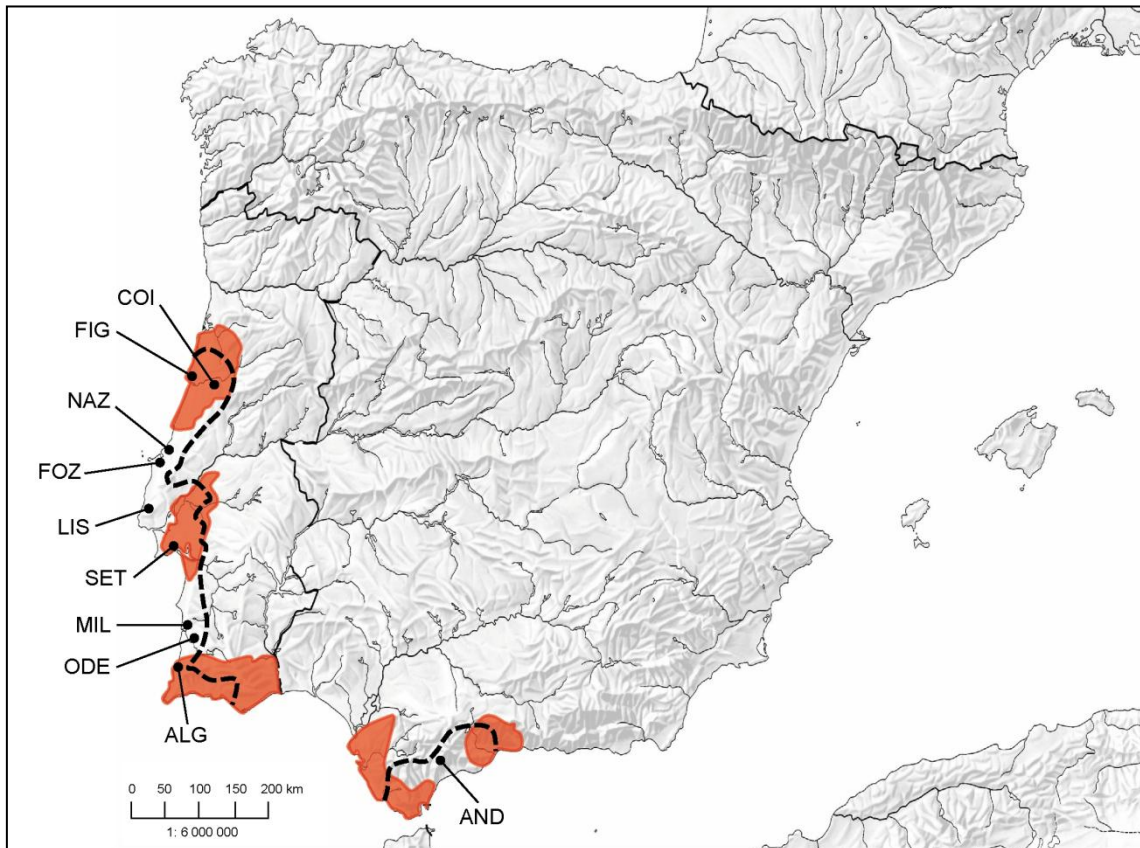 COI
FIG
NAZ
FOZ
LIS
SET
MIL
ODE
ALG
AND
0 50 100 150 200 km
1: 6 000 000